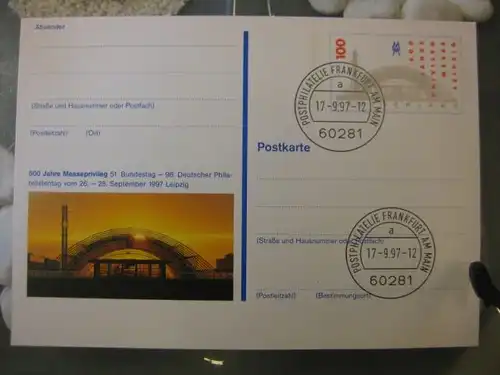 Absender
(Straße und Hausnummer oder Postfach)
(Postleitzahl) (Ort)
500 Jahre Messeprivileg 51. Bundestag – 98. Deutscher Phila-
telistentag vom 26. – 28. September 1997 Leipzig
100
POSTPHILATELIE FRANKFURT AM MAIN
a
17-9.97-12
60281
Postkarte
(Straße und Hausnummer oder Postfach)
POSTPHILATELIE FRANKFURT AM MAIN
a
17-9.97-12
60281
(Postleitzahl) (Bestimmungsort)